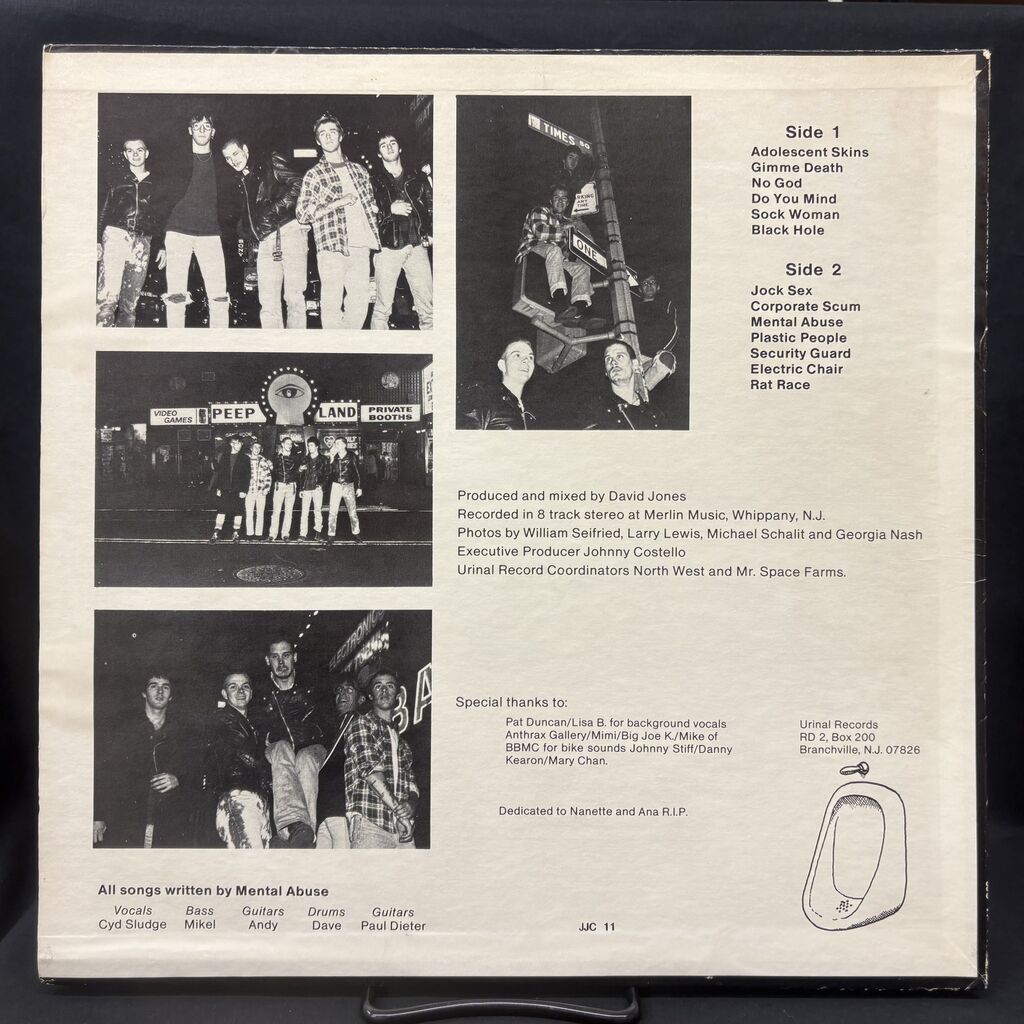 TIMES SQ
PARKING
ANY
TIME
ONE
VIDEO
GAMES
PEEP
LAND
PRIVATE
BOOTHS
ELECTRONICS
BA
Side 1
Adolescent Skins
Gimme Death
No God
Do You Mind
Sock Woman
Black Hole
Side 2
Jock Sex
Corporate Scum
Mental Abuse
Plastic People
Security Guard
Electric Chair
Rat Race
Produced and mixed by David Jones
Recorded in 8 track stereo at Merlin Music, Whippany, N.J.
Photos by William Seifried, Larry Lewis, Michael Schalit and Georgia Nash
Executive Producer Johnny Costello
Urinal Record Coordinators North West and Mr. Space Farms.
Special thanks to:
Pat Duncan/Lisa B. for background vocals
Anthrax Gallery/Mimi/Big Joe K./Mike of
BBMC for bike sounds Johnny Stiff/Danny
Kearon/Mary Chan.
Dedicated to Nanette and Ana R.I.P.
Urinal Records
RD 2, Box 200
Branchville, N.J. 07826
All songs written by Mental Abuse
Vocals Bass Guitars Drums Guitars
Cyd Sludge Mikel Andy Dave Paul Dieter
JJC 11